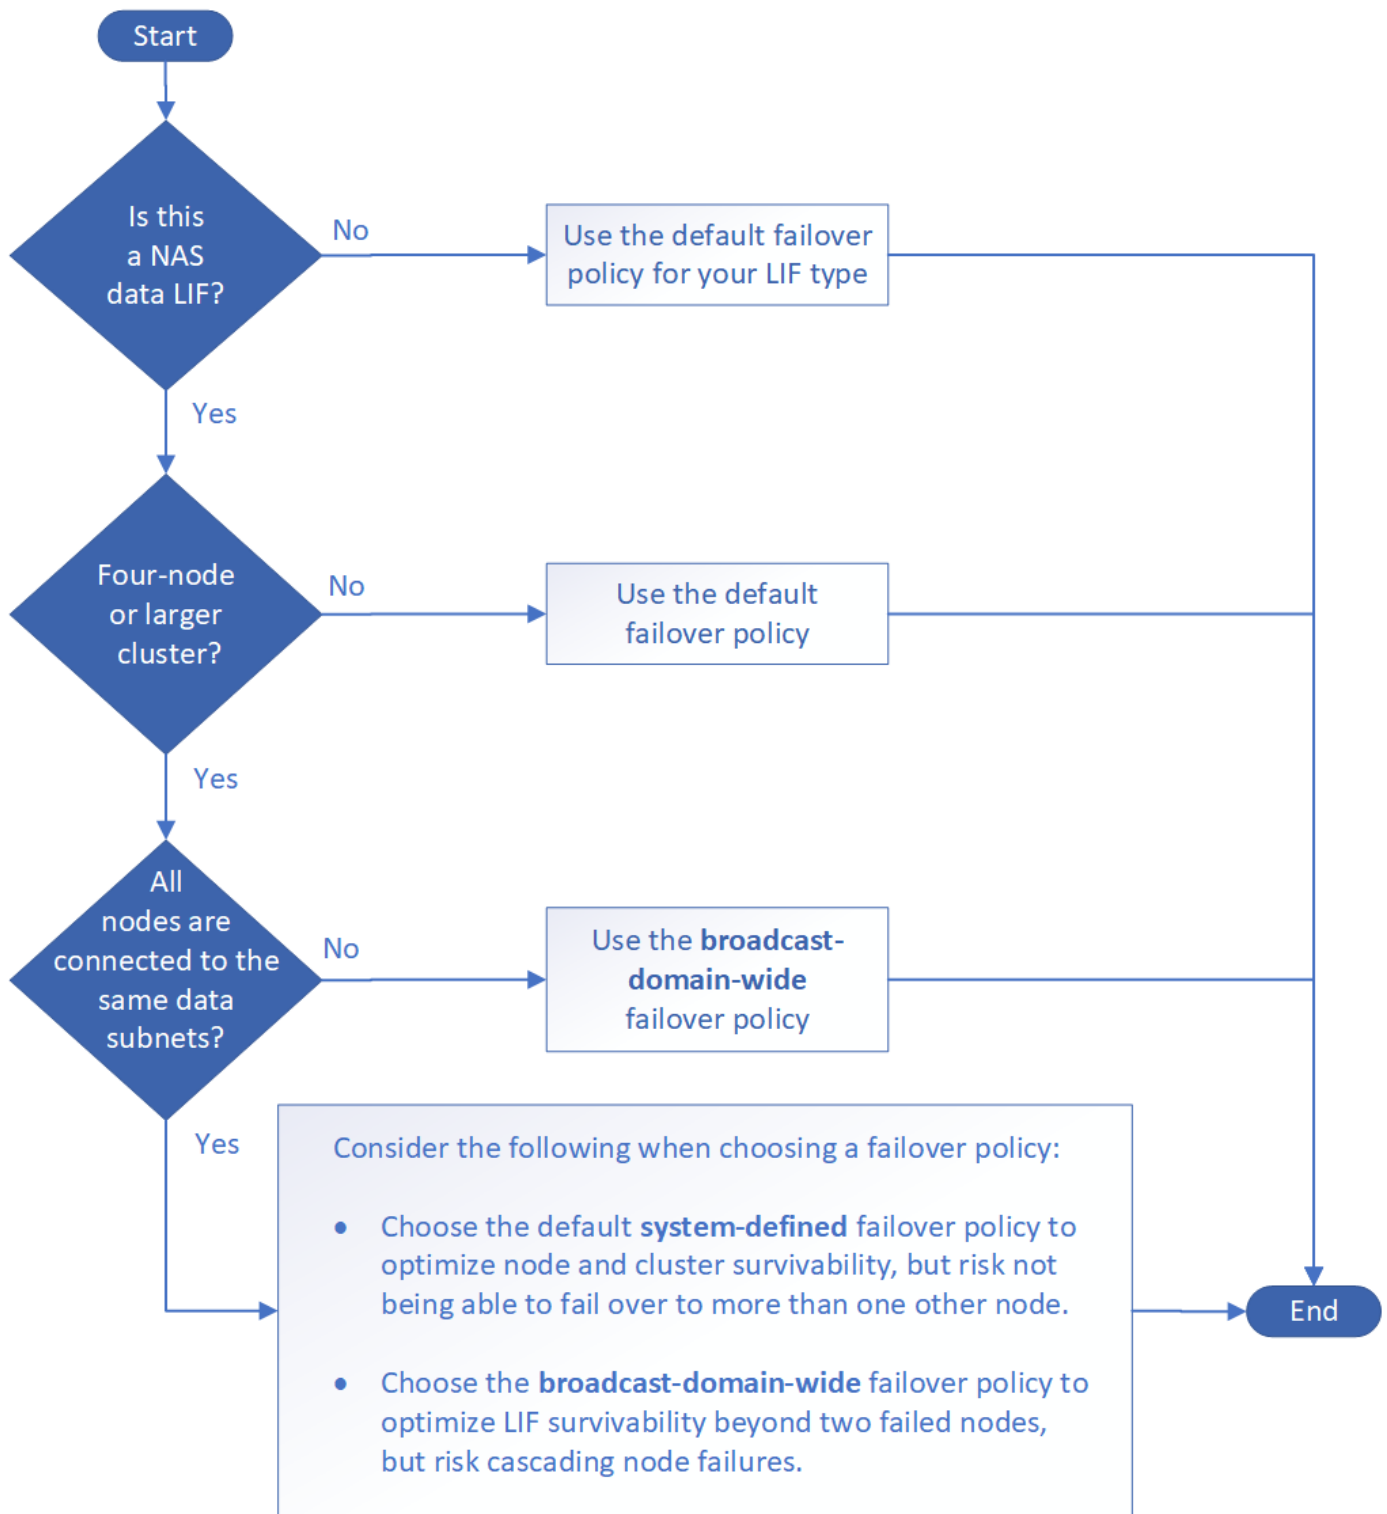 Start
Is this
a NAS
data LIF?
No
Use the default failover
policy for your LIF type
Yes
Four-node
or larger
cluster?
No
Use the default
failover policy
Yes
All
nodes are
connected to the
same data
subnets?
No
Use the broadcast-
domain-wide
failover policy
Yes
Consider the following when choosing a failover policy:
• Choose the default system-defined failover policy to
optimize node and cluster survivability, but risk not
being able to fail over to more than one other node.
• Choose the broadcast-domain-wide failover policy to
optimize LIF survivability beyond two failed nodes,
but risk cascading node failures.
End